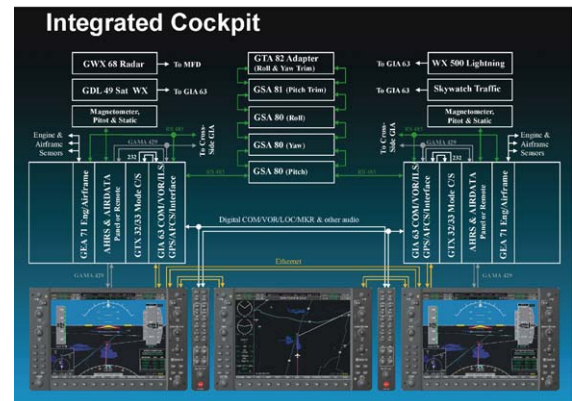 Integrated Cockpit
GWX 68 Radar
To MFD
GDL 49 Sat WX
To GIA 63
Magnetometer,
Pitot & Static
GTA 82 Adapter
(Roll & Yaw Trim)
GSA 81 (Pitch Trim)
GSA 80 (Roll)
GSA 80 (Yaw)
GSA 80 (Pitch)
To GIA 63
WX 500 Lightning
To GIA 63
Skywatch Traffic
Magnetometer,
Pitot & Static
Engine &
Airframe
Sensors
RS 485
GAMA 429
232
To Cross-
Side GIA
RS 485
RS 485
To Cross-
Side GIA
RS 485
GAMA 429
232
Engine &
Airframe
Sensors
GEA 71 Eng/Airframe
AHRS & AIRDATA
Panel or Remote
GTX 32/33 Mode C/S
GIA 63 COM/VOR/ILS
GPS/AFCS/Interface
Digital COM/VOR/LOC/MKR & other audio
GIA 63 COM/VOR/ILS
GPS/AFCS/Interface
GTX 32/33 Mode C/S
AHRS & AIRDATA
Panel or Remote
GEA 71 Eng/Airframe
GAMA 429
Ethernet
GAMA 429